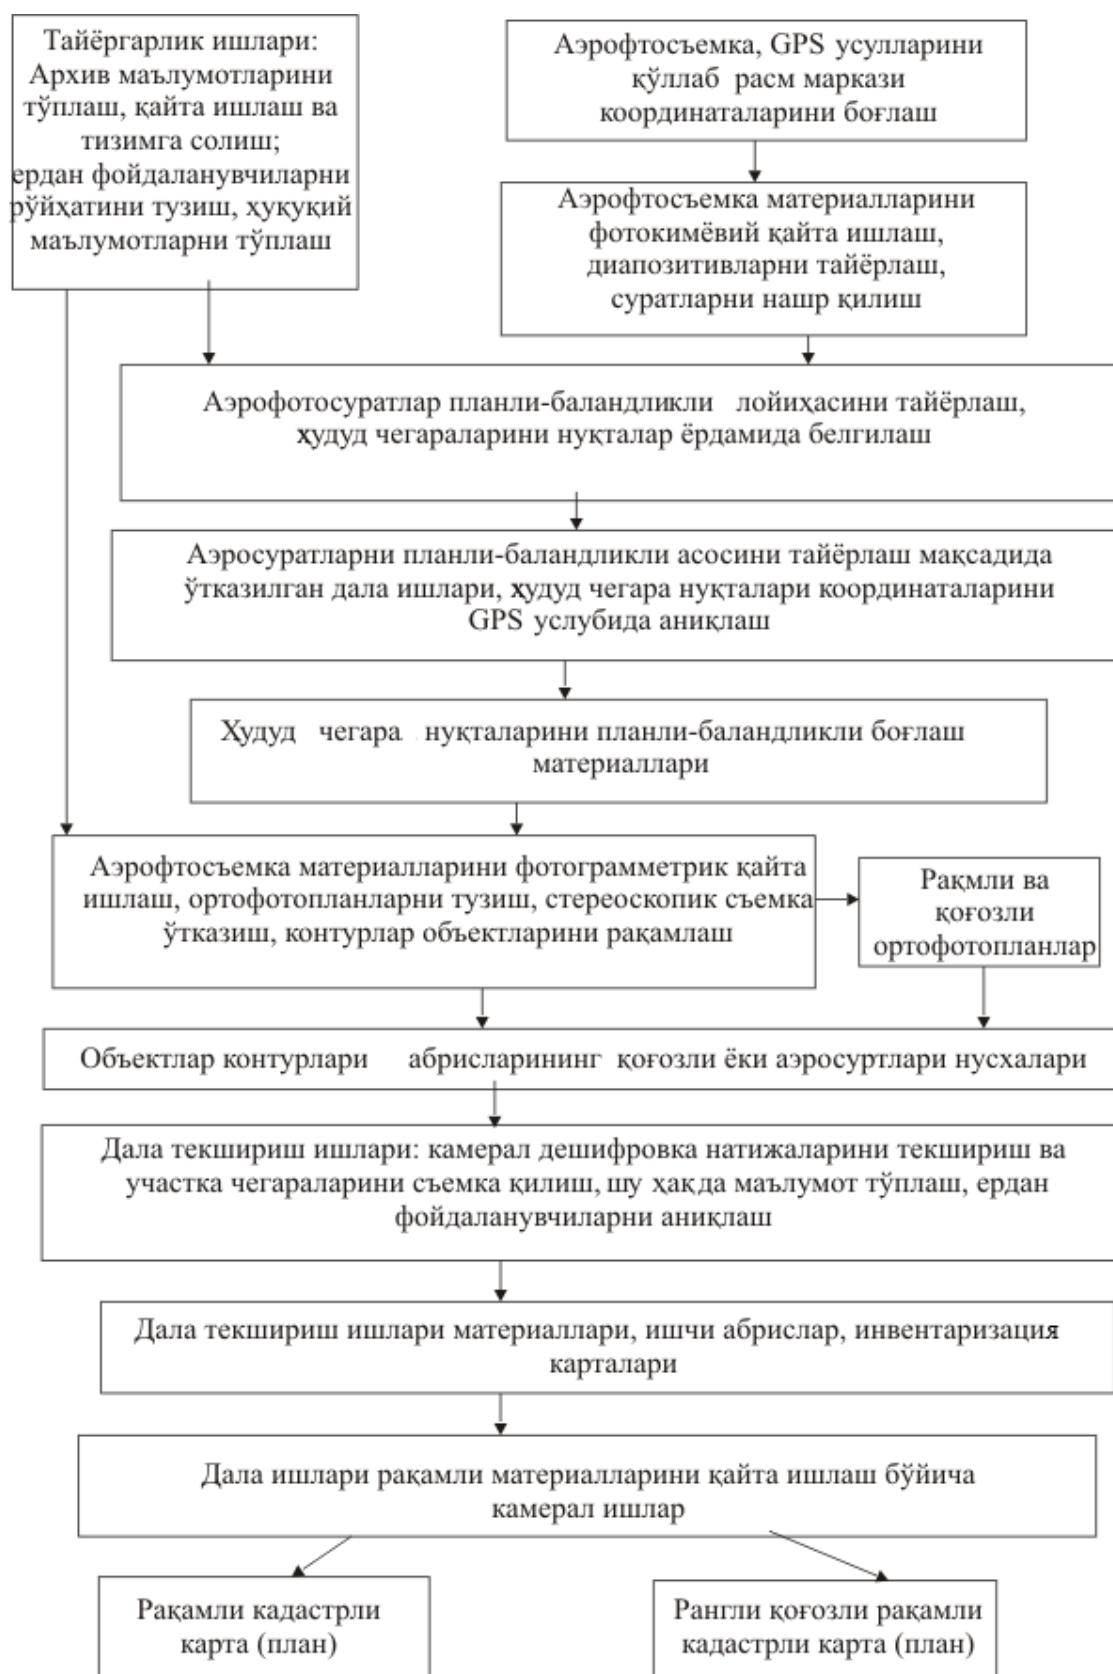 Тайёргарлик ишлари:
Архив маълумотларини
тўплаш, қайта ишлаш ва
тизимга солиш;
ердан фойдаланувчиларни
рўйҳатини тузиш, ҳуқуқий
маълумотларни тўплаш
Аэрофтосъемка, GPS усулларини
қўллаб расм маркази
координаталарини боғлаш
Аэрофтосъемка материалларини
фотокимёвий қайта ишлаш,
диапозитивларни тайёрлаш,
суратларни нашр қилиш
Аэрофотосуратлар планли-баландликли лойиҳасини тайёрлаш,
ҳудуд чегараларини нуқталар ёрдамида белгилаш
Аэросуратларни планли-баландликли асосини тайёрлаш мақсадида
ўтказилган дала ишлари, ҳудуд чегара нуқталари координаталарини
GPS услубида аниқлаш
Ҳудуд чегара нуқталарини планли-баландликли боғлаш
материаллари
Аэрофтосъемка материалларини фотограмметрик қайта
ишлаш, ортофотопланларни тузиш, стереоскопик съемка
ўтказиш, контурлар объектларини рақамлаш
Рақмли ва
қоғозли
ортофотопланлар
Объектлар контурлари абрисларининг қоғозли ёки аэросуртлари нусхалари
Дала текшириш ишлари: камерал дешифровка натижаларини текшириш ва
участка чегараларини съемка қилиш, шу ҳақда маълумот тўплаш, ердан
фойдаланувчиларни аниқлаш
Дала текшириш ишлари материаллари, ишчи абрислар, инвентаризация
карталари
Дала ишлари рақамли материалларини қайта ишлаш бўйича
камерал ишлар
Рақамли кадастрли
карта (план)
Рангли қоғозли рақамли
кадастрли карта (план)